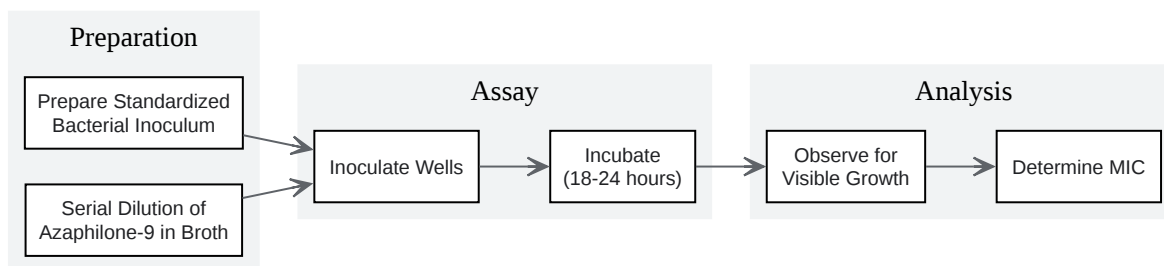 Preparation
Prepare Standardized
Bacterial Inoculum
Serial Dilution of
Azaphilone-9 in Broth
Assay
Inoculate Wells
Incubate
(18-24 hours)
Analysis
Observe for
Visible Growth
Determine MIC